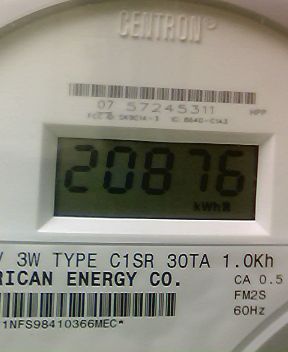 CENTRON®
07 57245311 HPP
20876
kWh
V 3W TYPE C1SR 30TA 1.0Kh
RICAN ENERGY CO. CA 0.5
FM2S
60Hz
1NFS98410366MEC*